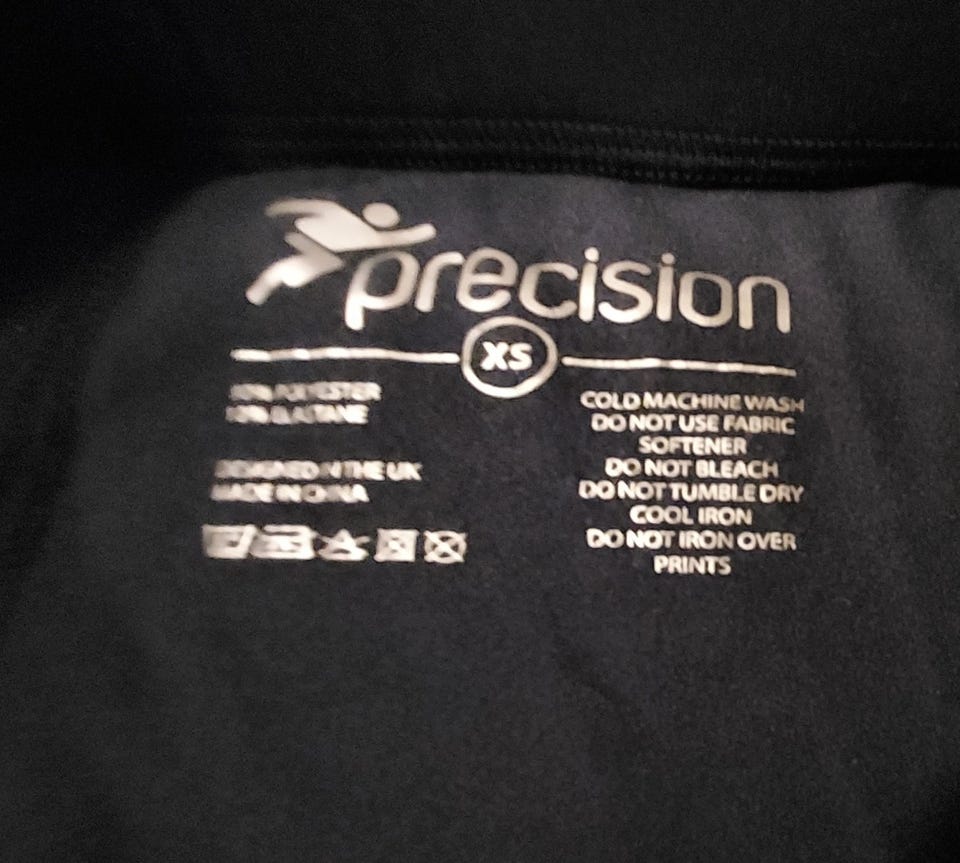 precision
XS
POLYESTER
10% ELASTANE
DESIGNED IN THE UK
MADE IN CHINA
COLD MACHINE WASH
DO NOT USE FABRIC
SOFTENER
DO NOT BLEACH
DO NOT TUMBLE DRY
COOL IRON
DO NOT IRON OVER
PRINTS